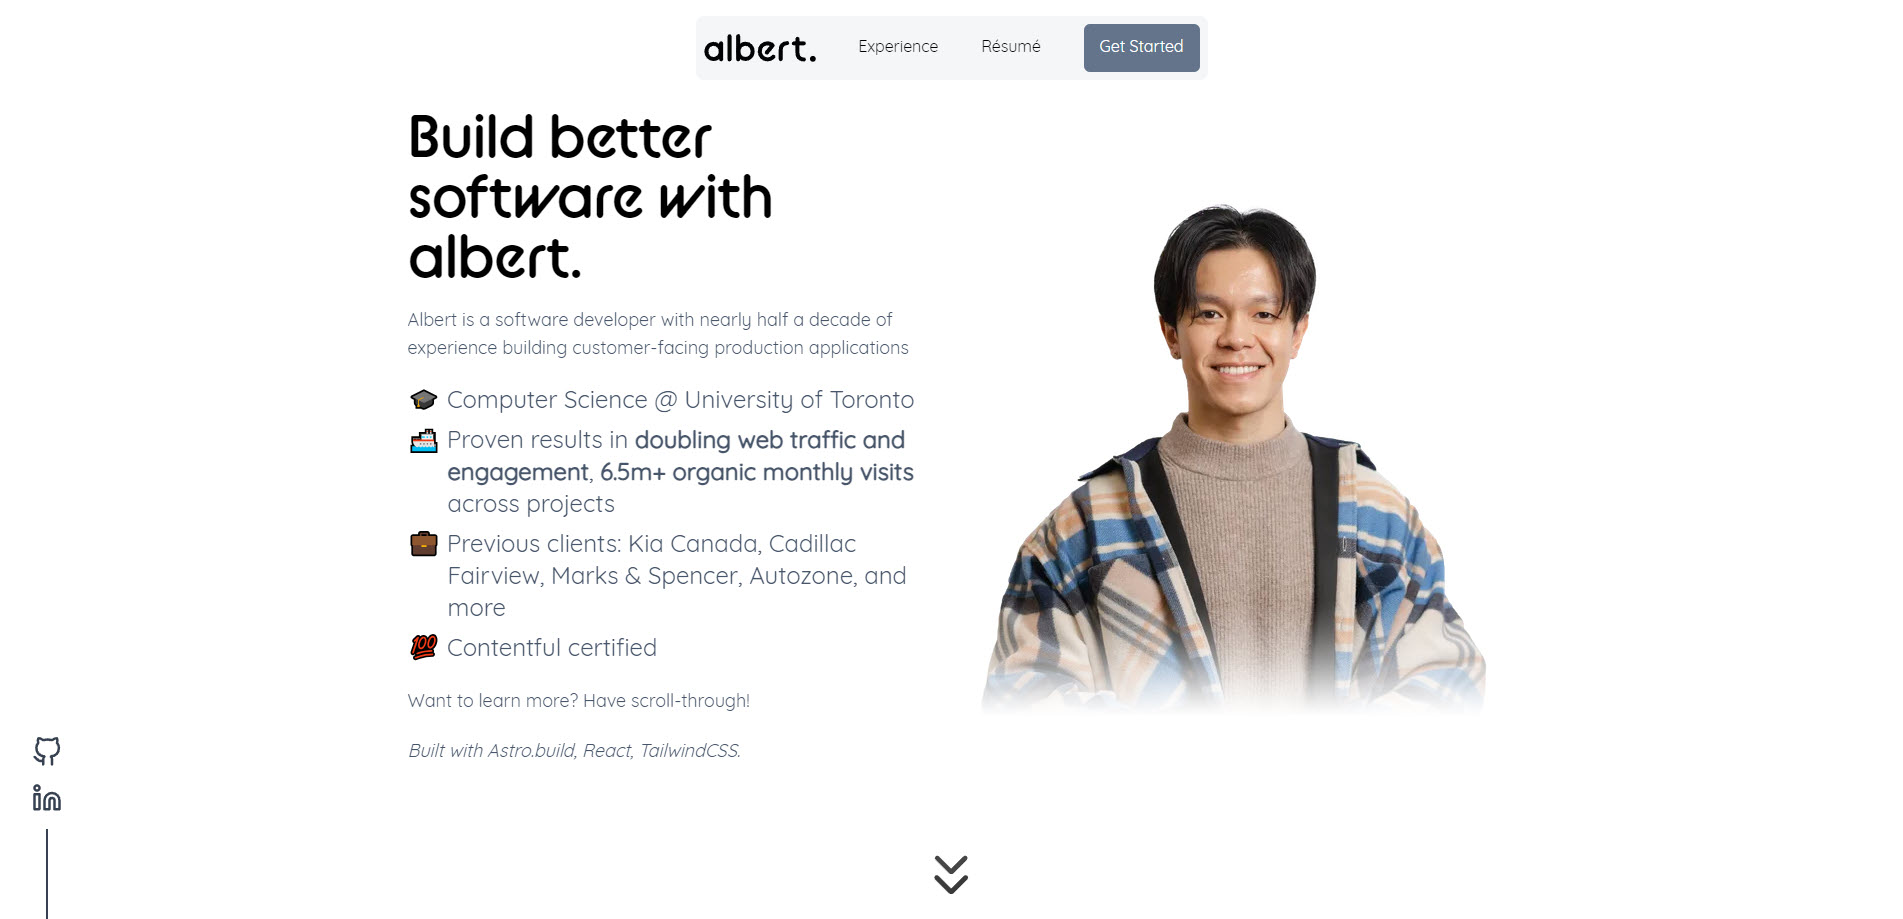 albert.
Experience
Résumé
Get Started
Build better
software with
albert.
Albert is a software developer with nearly half a decade of
experience building customer-facing production applications
Computer Science @ University of Toronto
Proven results in doubling web traffic and
engagement, 6.5m+ organic monthly visits
across projects
Previous clients: Kia Canada, Cadillac
Fairview, Marks & Spencer, Autozone, and
more
💯 Contentful certified
Want to learn more? Have scroll-through!
Built with Astro.build, React, TailwindCSS.
in